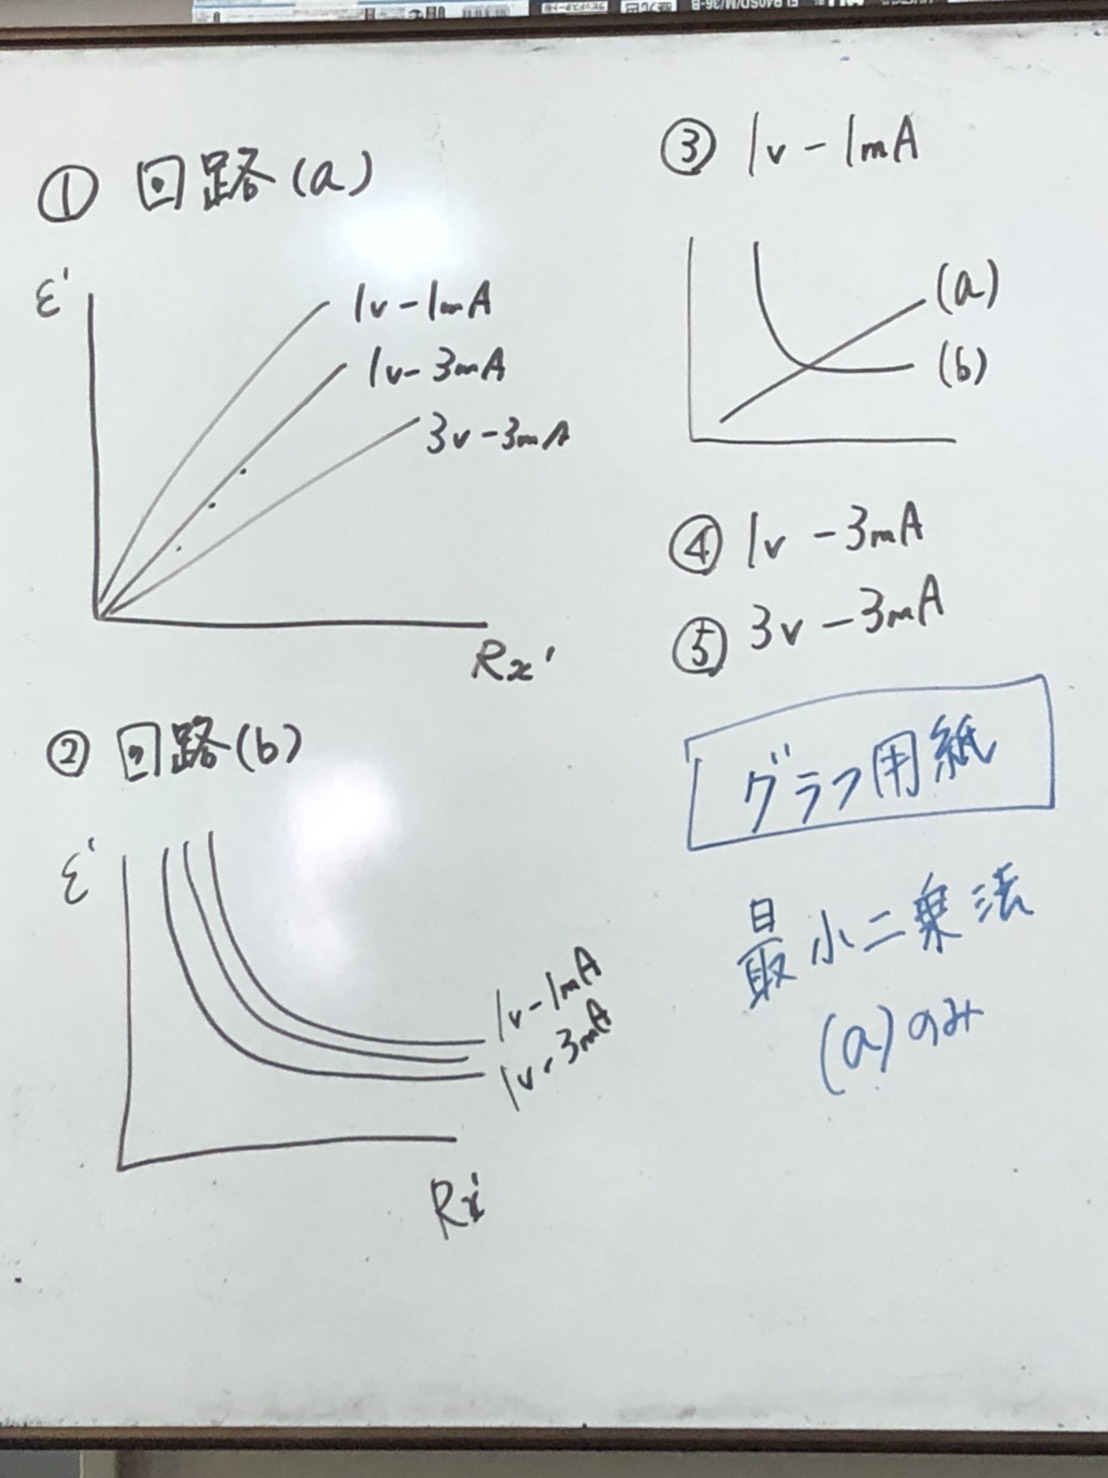 ① 回路(a)
ε'
1v-1mA
1v-3mA
3v-3mA
Rx'
② 回路(b)
ε'
1v-1mA
1v-3mA
Rx'
③ 1v-1mA
(a)
(b)
④ 1v-3mA
⑤ 3v-3mA
グラフ用紙
最小二乗法
(a)のみ